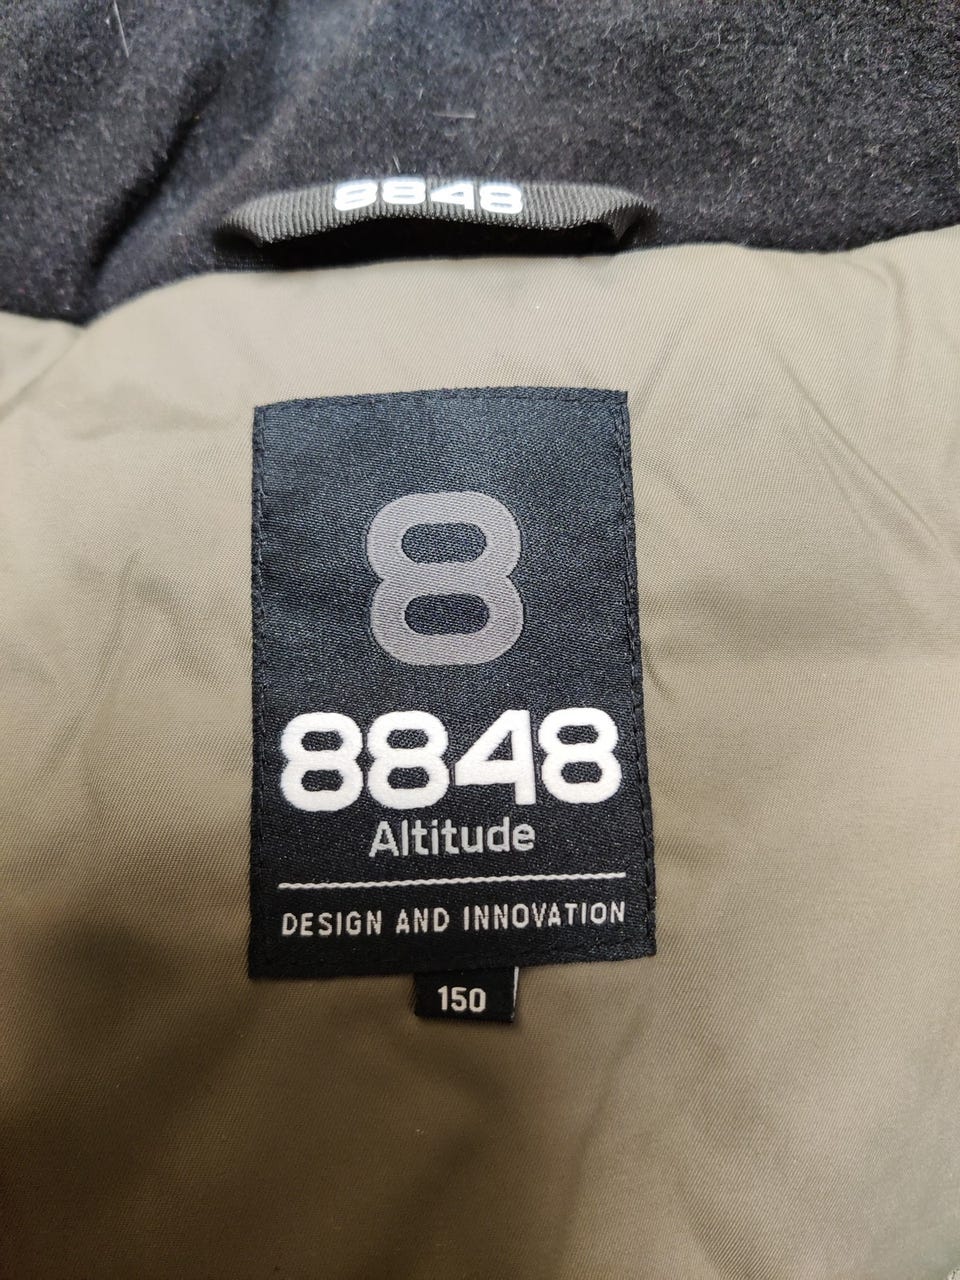 8848
8
8848
Altitude
DESIGN AND INNOVATION
150